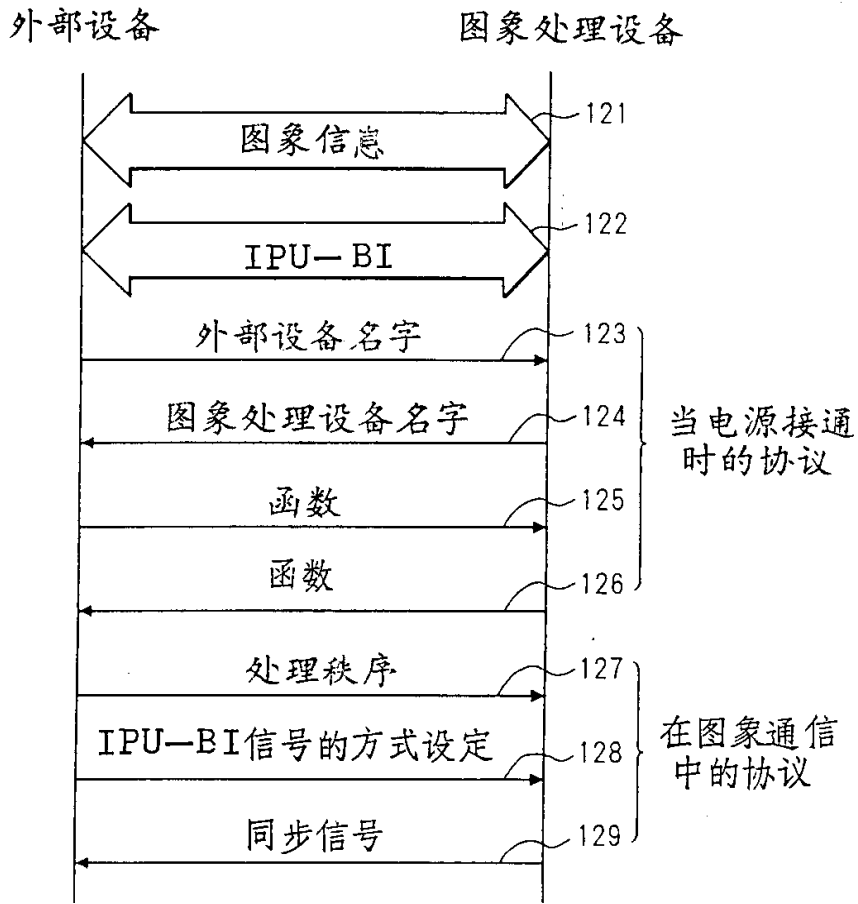 外部设备
图象处理设备
121
图象信息
122
IPU—BI
外部设备名字
123
图象处理设备名字
124
当电源接通
时的协议
函数
125
函数
126
处理秩序
127
IPU—BI信号的方式设定
128
在图象通信
中的协议
同步信号
129